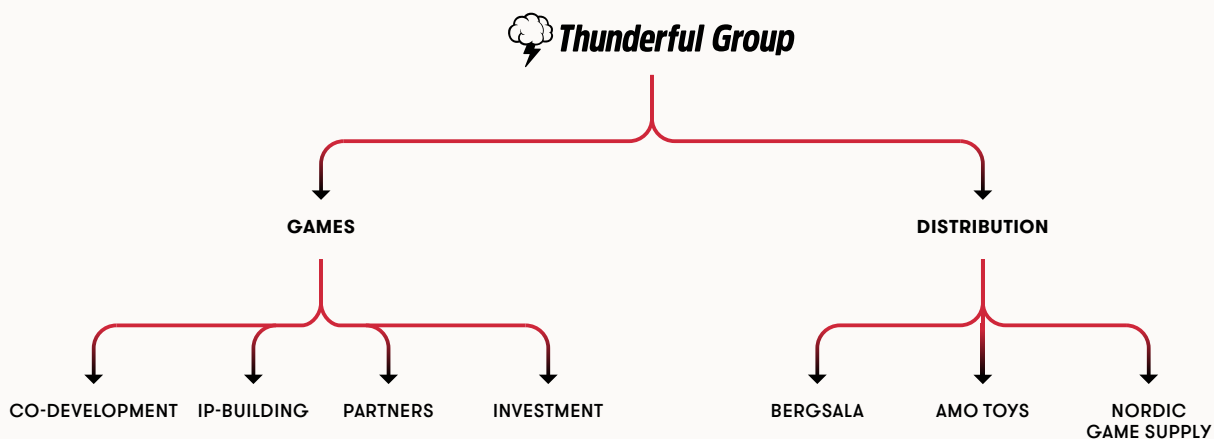 Thunderful Group
GAMES
DISTRIBUTION
CO-DEVELOPMENT
IP-BUILDING
PARTNERS
INVESTMENT
BERGSALA
AMO TOYS
NORDIC
GAME SUPPLY